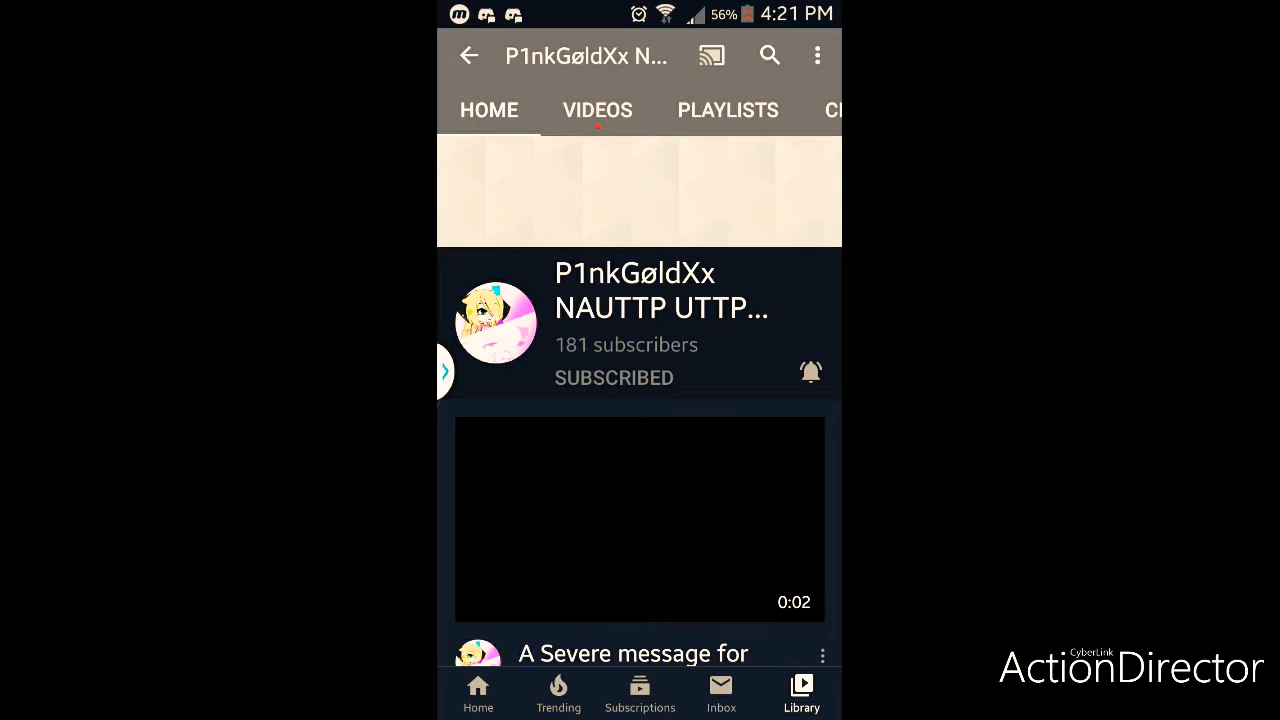 56% 4:21 PM
P1nkGøldXx N...
HOME VIDEOS PLAYLISTS
P1nkGøldXx
NAUTTP UTTP...
181 subscribers
SUBSCRIBED
0:02
A Severe message for
Home Trending Subscriptions Inbox Library
CyberLink
ActionDirector